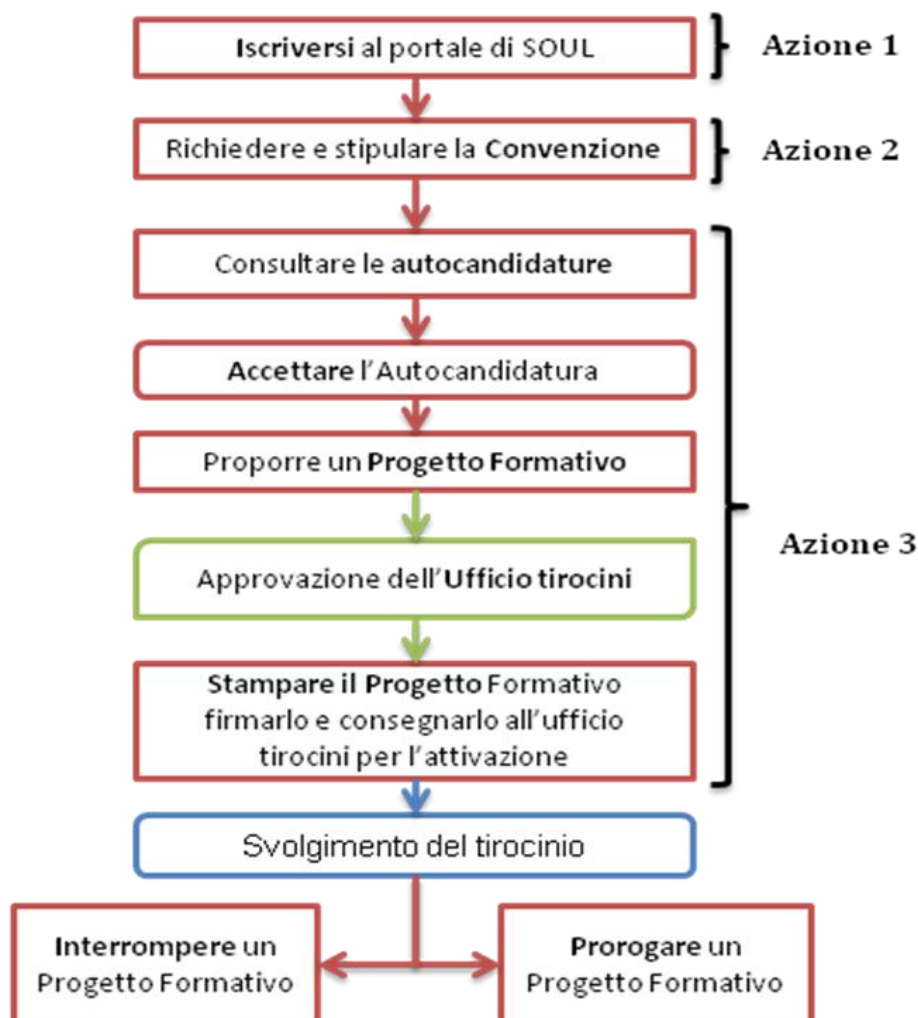 Iscriversi al portale di SOUL
Azione 1
Richiedere e stipulare la Convenzione
Azione 2
Consultare le autocandidature
Accettare l'Autocandidatura
Proporre un Progetto Formativo
Azione 3
Approvazione dell'Ufficio tirocini
Stampare il Progetto Formativo
firmarlo e consegnarlo all'ufficio
tirocini per l'attivazione
Svolgimento del tirocinio
Interrompere un
Progetto Formativo
Prorogare un
Progetto Formativo